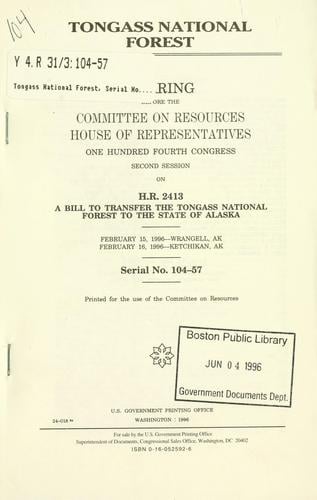 104
TONGASS NATIONAL
FOREST
Y 4. R 31/3: 104-57
Tongass National Forest, Serial No.... RING
ORE THE
COMMITTEE ON RESOURCES
HOUSE OF REPRESENTATIVES
ONE HUNDRED FOURTH CONGRESS
SECOND SESSION
ON
H.R. 2413
A BILL TO TRANSFER THE TONGASS NATIONAL
FOREST TO THE STATE OF ALASKA
FEBRUARY 15, 1996—WRANGELL, AK
FEBRUARY 16, 1996—KETCHIKAN, AK
Serial No. 104–57
Printed for the use of the Committee on Resources
Boston Public Library
JUN 04 1996
Government Documents Dept.
U.S. GOVERNMENT PRINTING OFFICE
24-018 WASHINGTON : 1996
For sale by the U.S. Government Printing Office
Superintendent of Documents, Congressional Sales Office, Washington, DC 20402
ISBN 0-16-052592-6